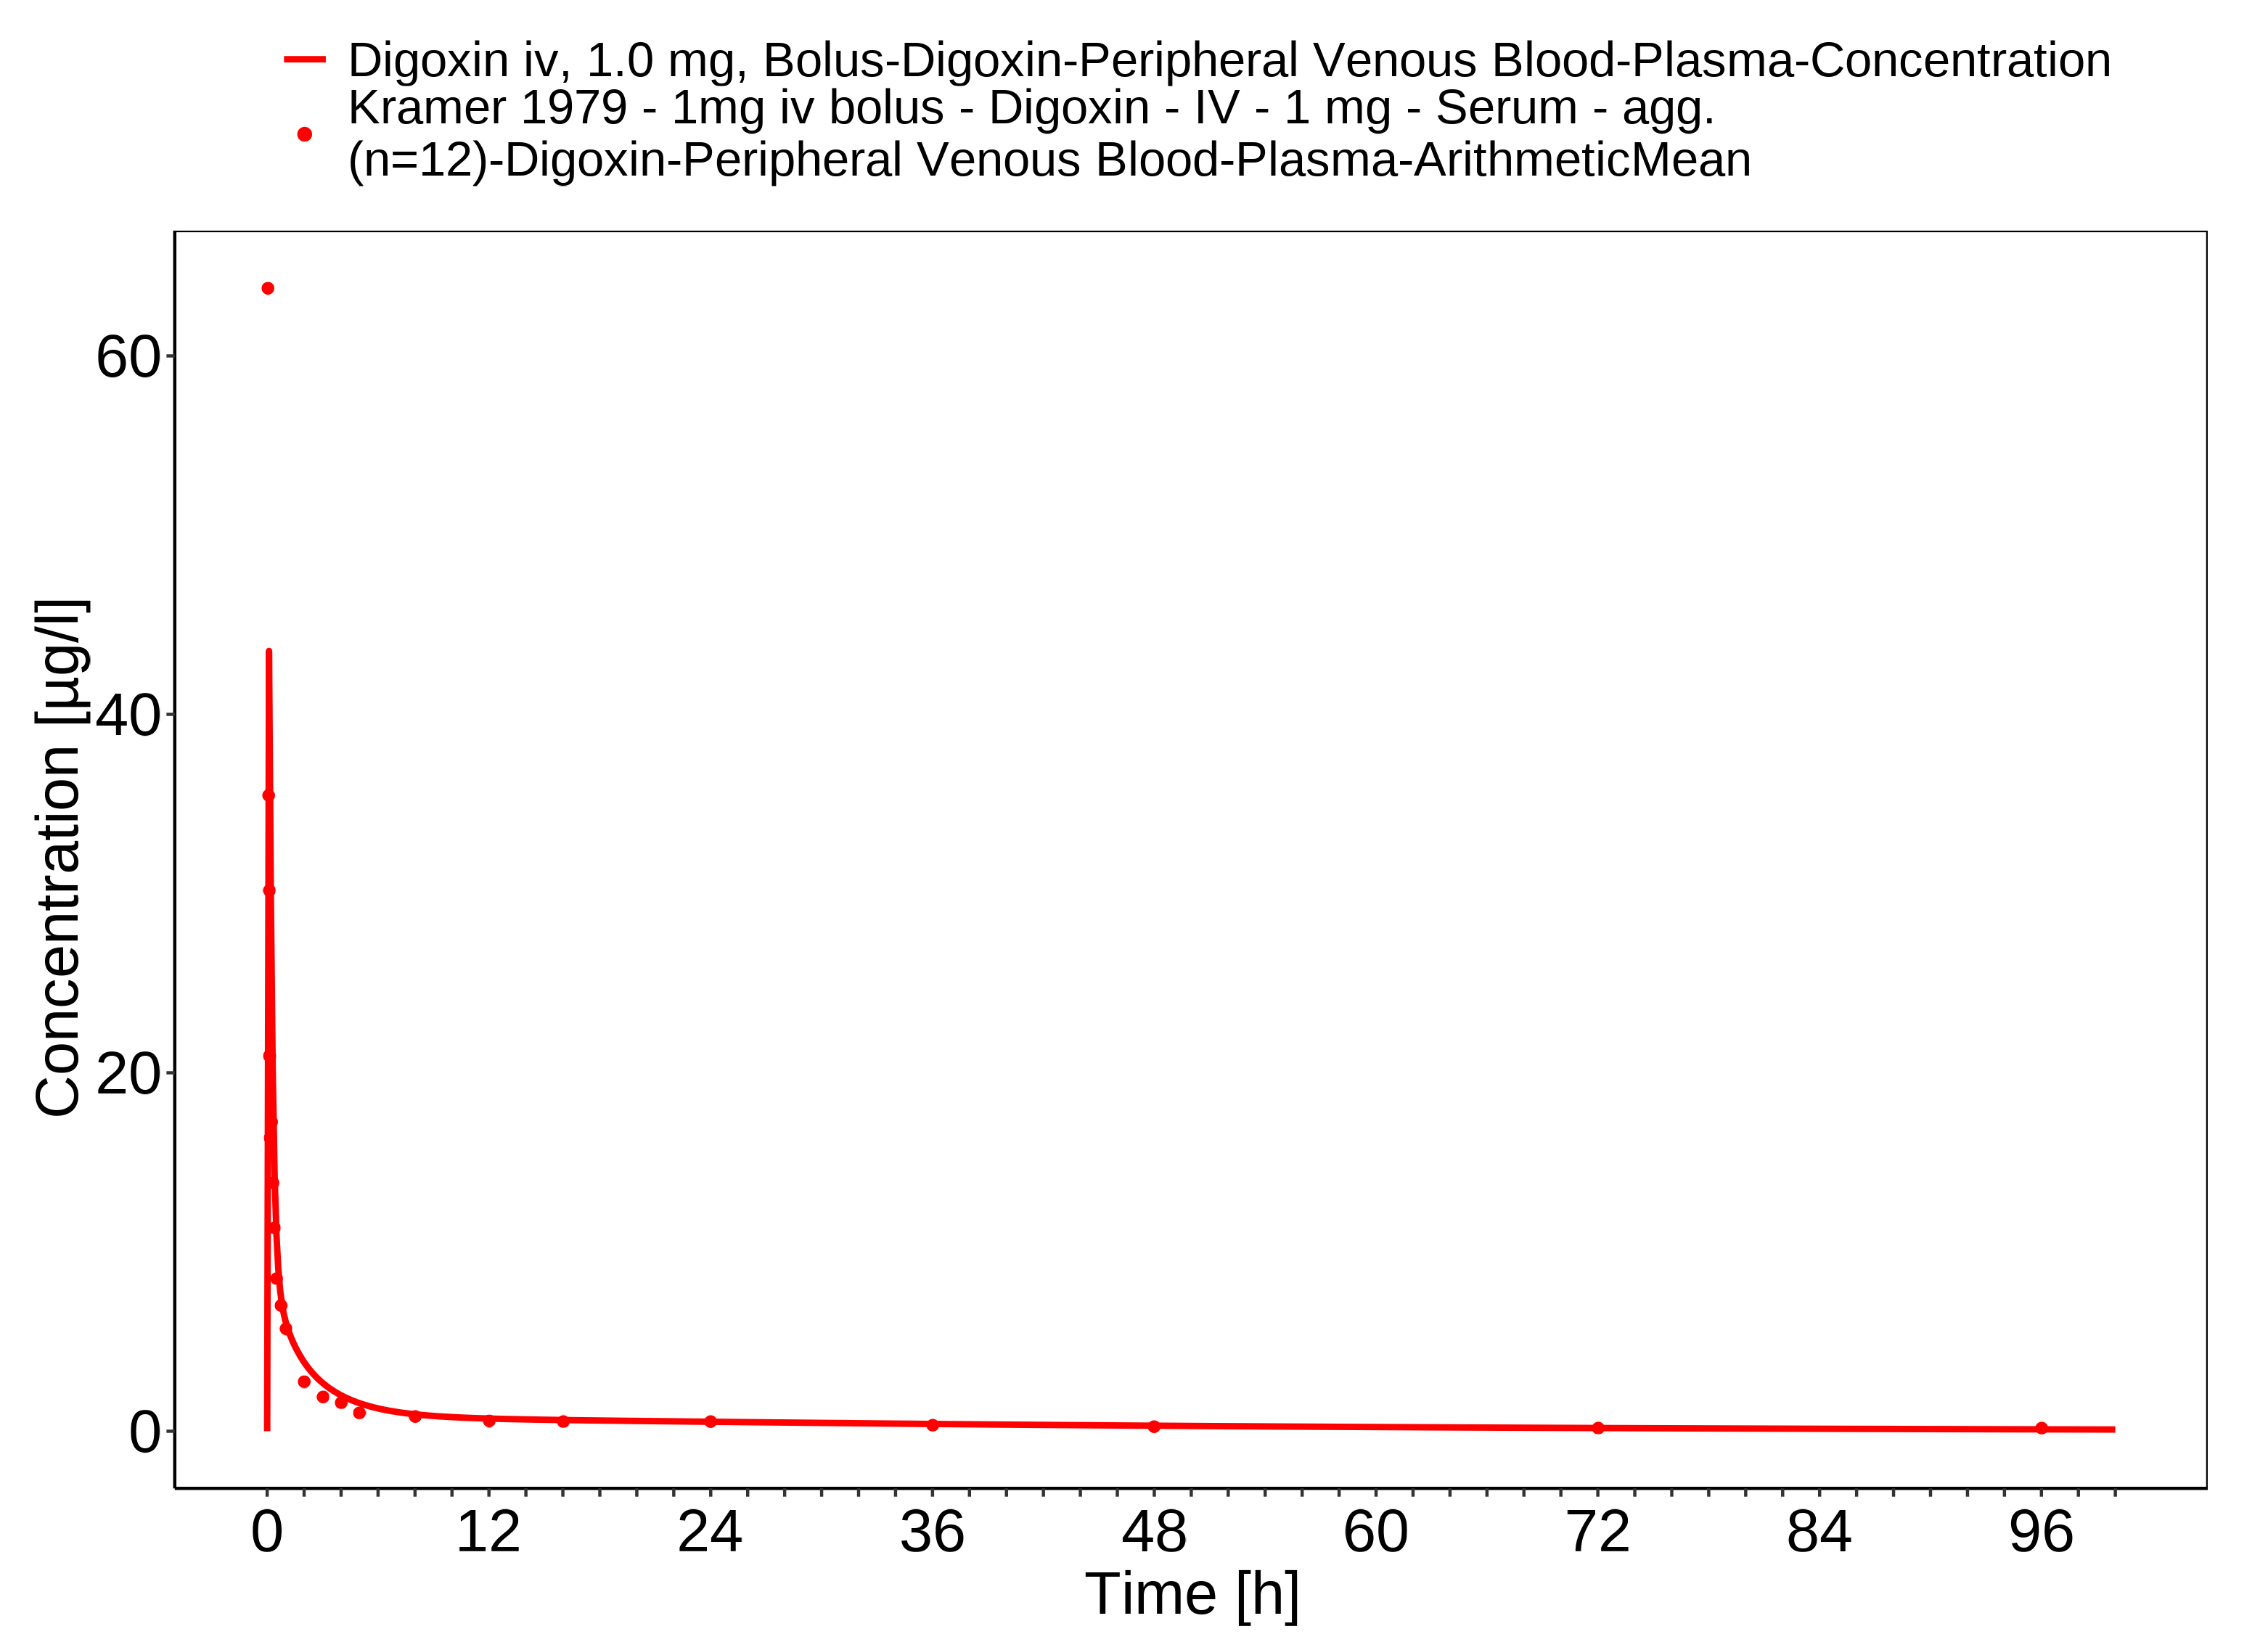 Digoxin iv, 1.0 mg, Bolus-Digoxin-Peripheral Venous Blood-Plasma-Concentration
Kramer 1979 - 1mg iv bolus - Digoxin - IV - 1 mg - Serum - agg.
(n=12)-Digoxin-Peripheral Venous Blood-Plasma-ArithmeticMean
60
40
20
0
Concentration [µg/l]
0 12 24 36 48 60 72 84 96
Time [h]